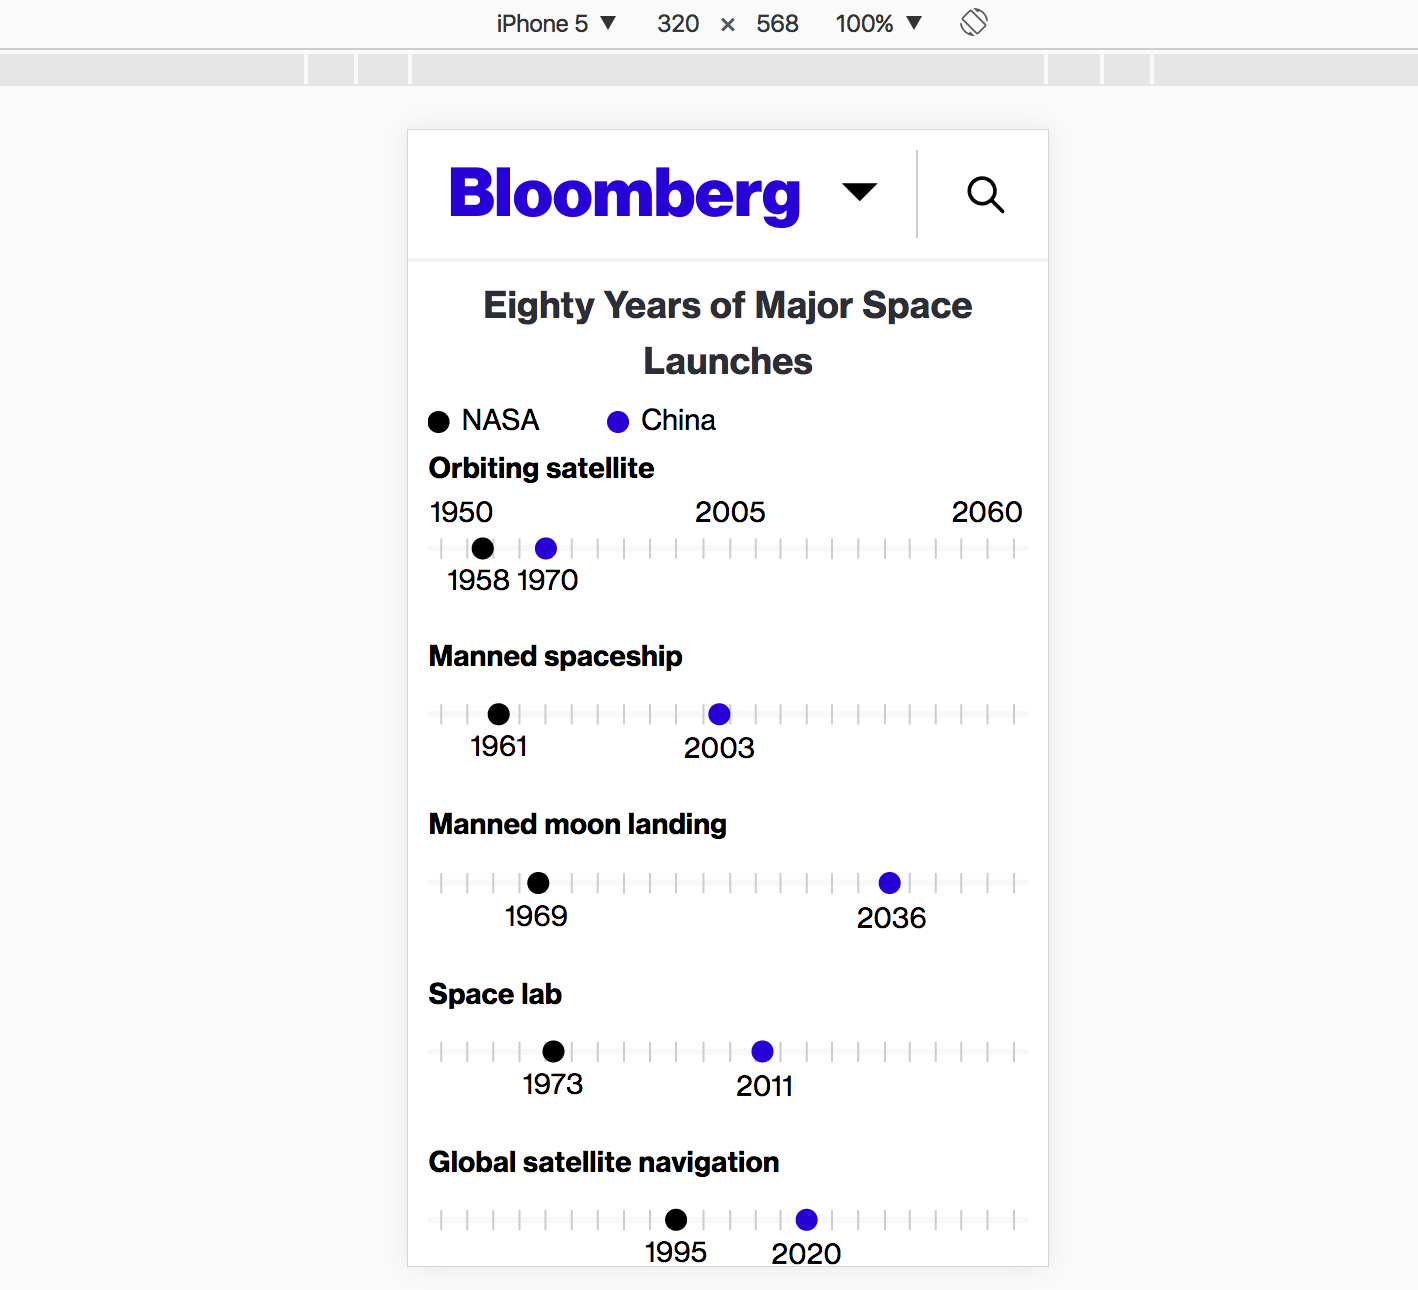 iPhone 5 ▼ 320 × 568 100% ▼
Bloomberg
Eighty Years of Major Space
Launches
NASA China
Orbiting satellite
1950 2005 2060
1958 1970
Manned spaceship
1961 2003
Manned moon landing
1969 2036
Space lab
1973 2011
Global satellite navigation
1995 2020